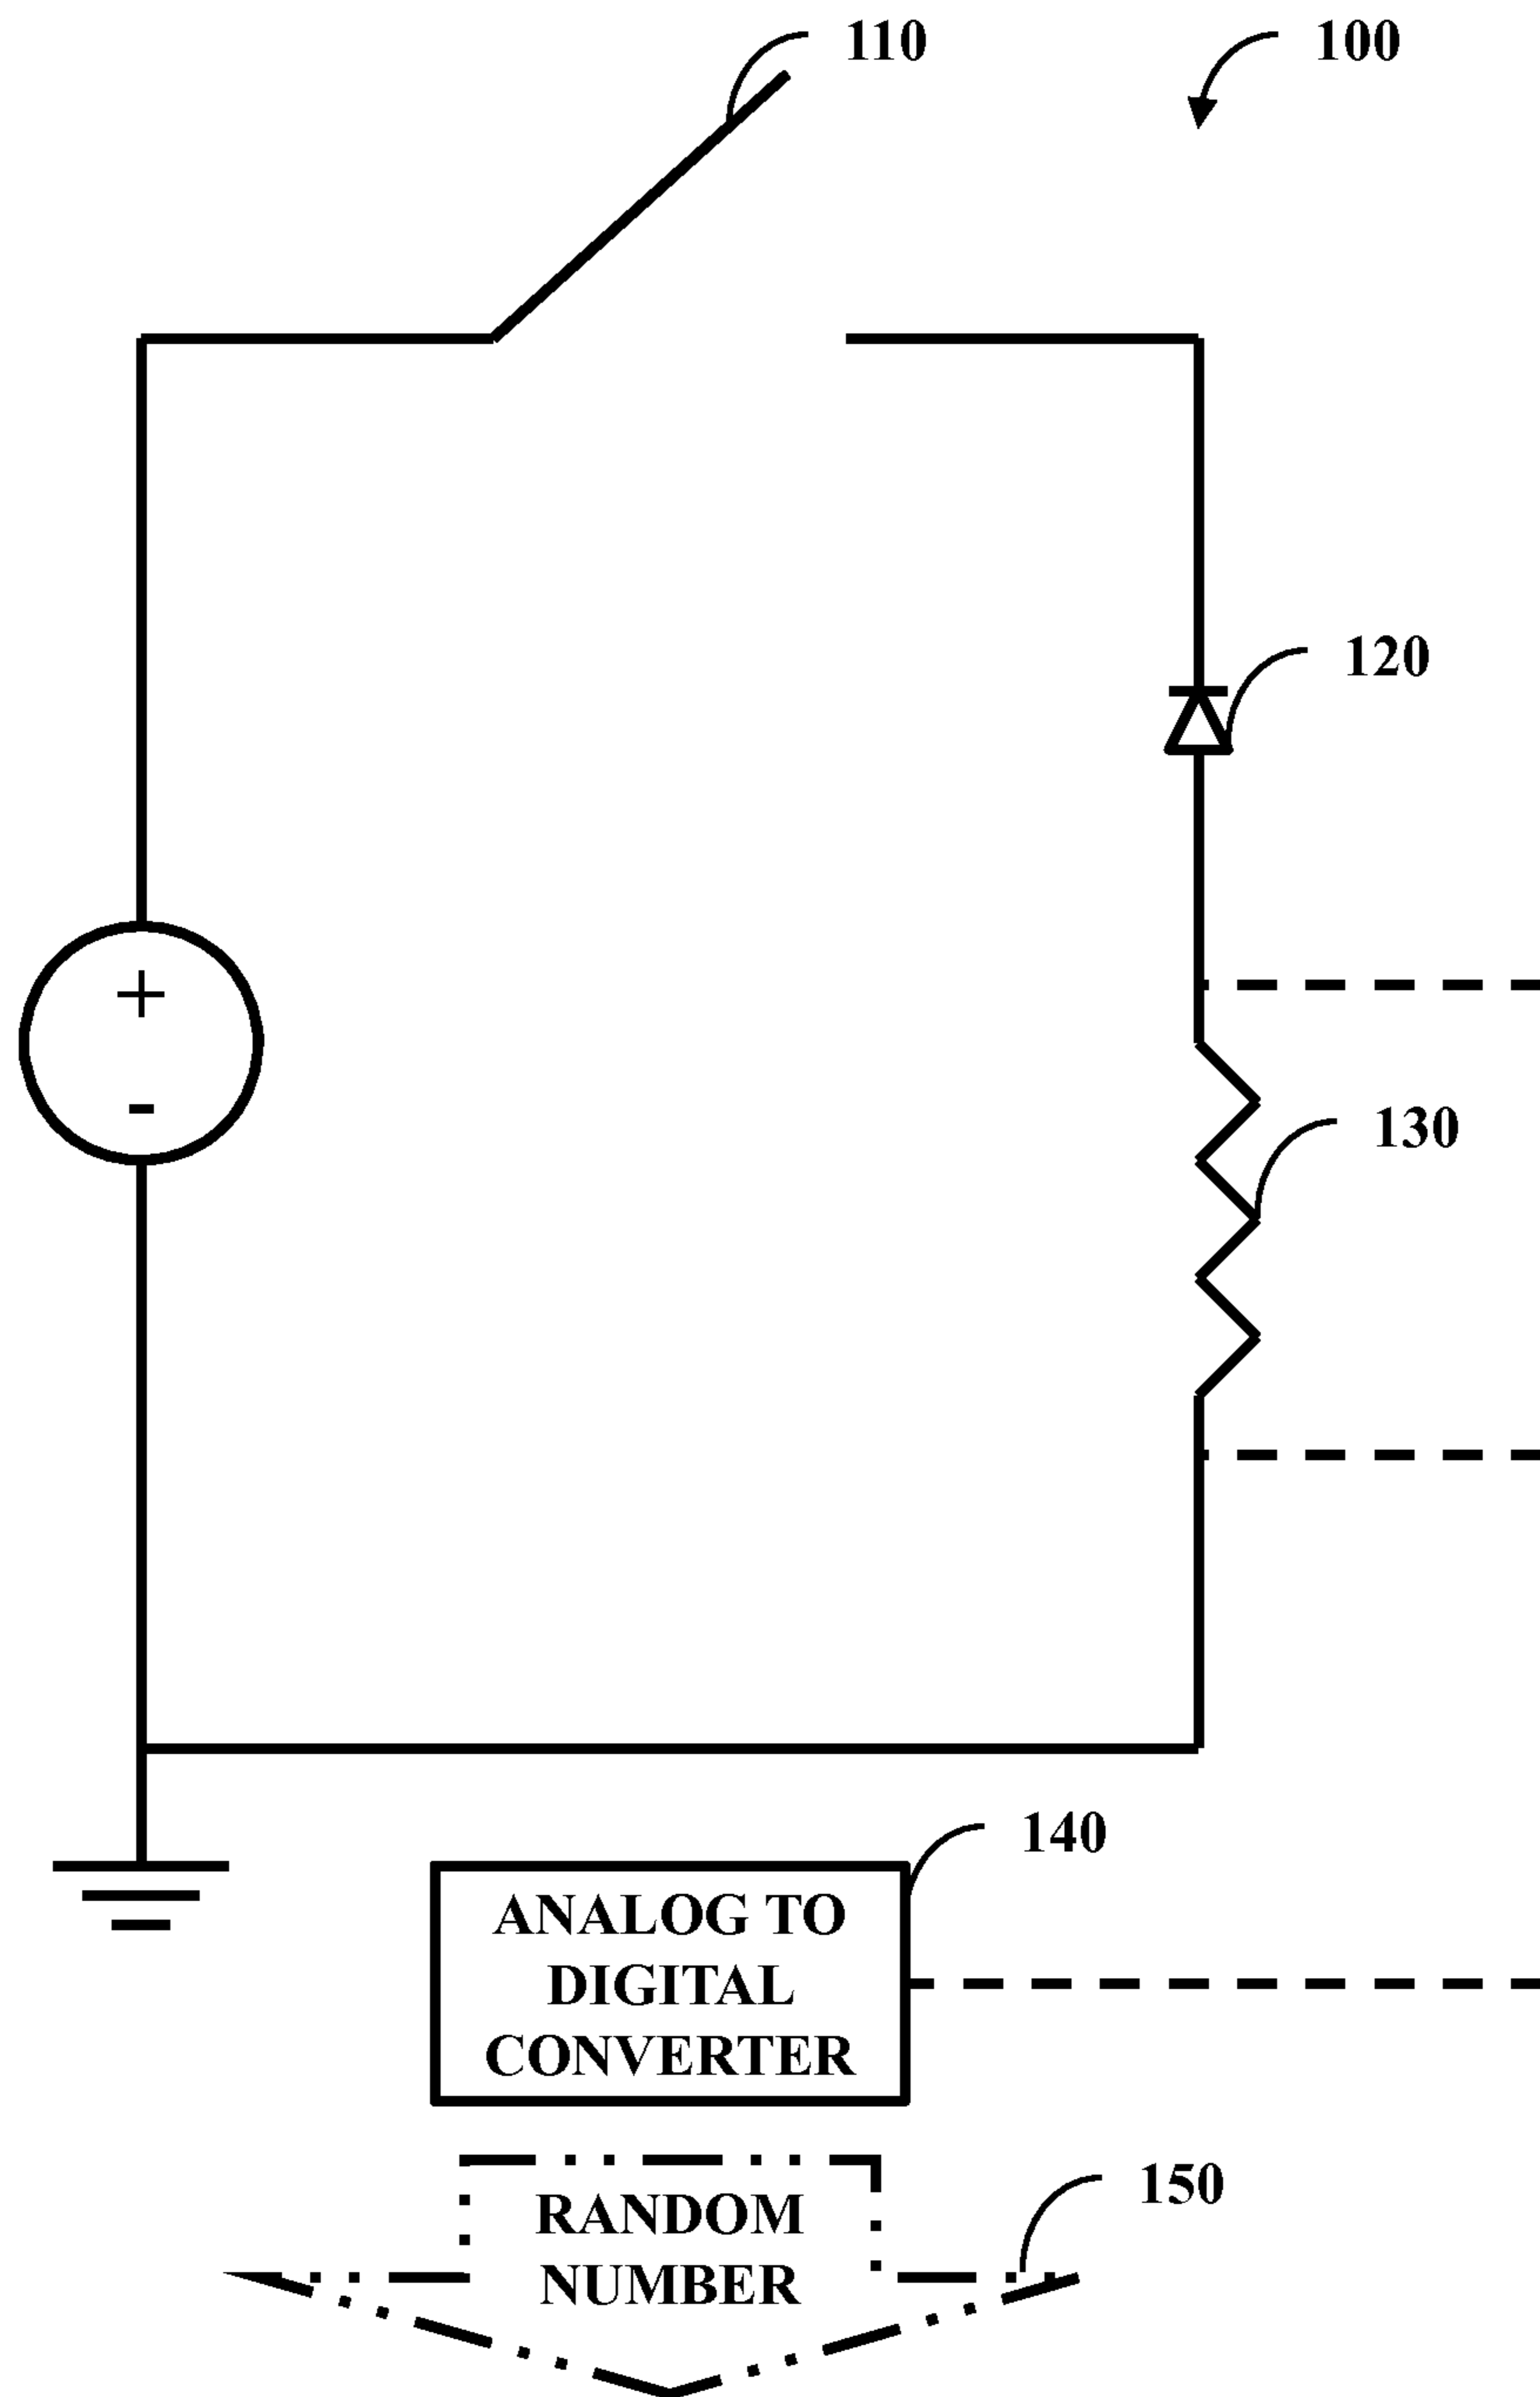 110
100
120
+
-
130
140
ANALOG TO
DIGITAL
CONVERTER
150
RANDOM
NUMBER